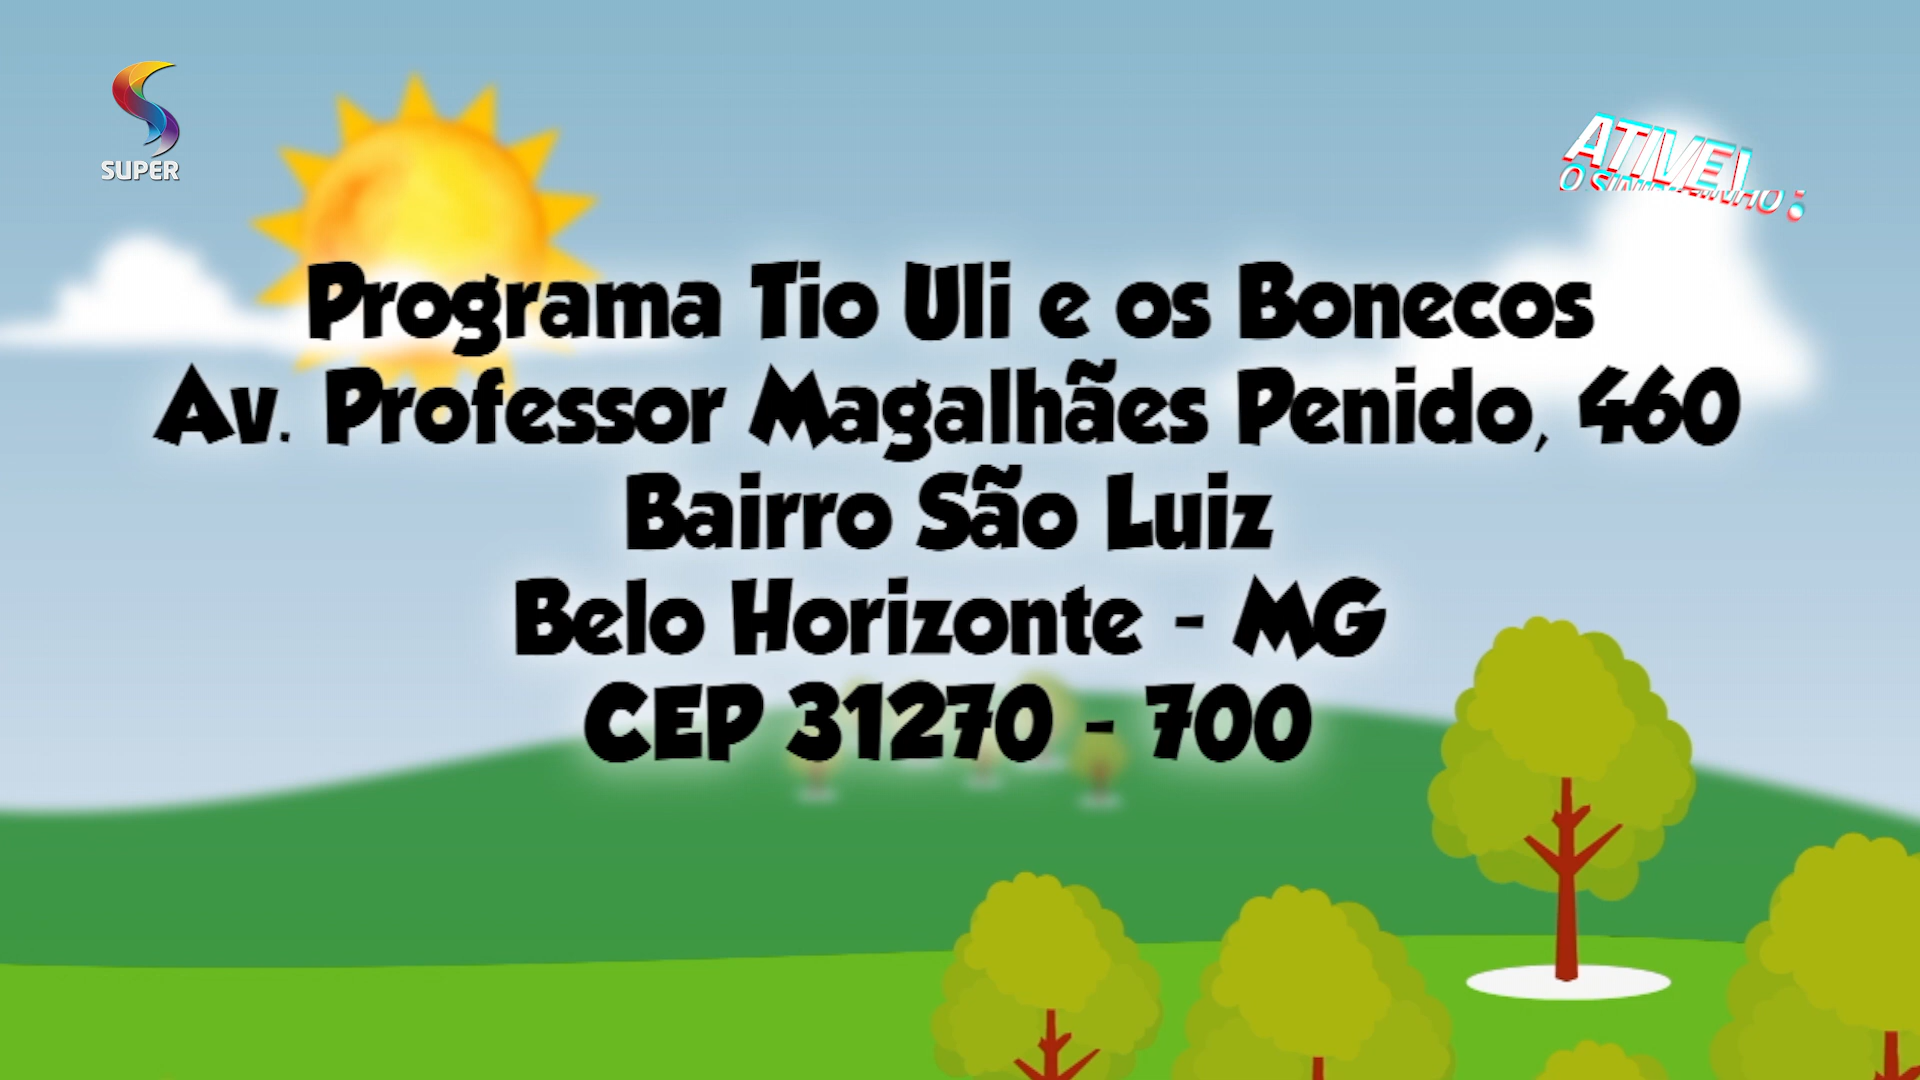 SUPER
ATIVE!
O
Programa Tio Uli e os Bonecos
Av. Professor Magalhães Penido, 460
Bairro São Luiz
Belo Horizonte - MG
CEP 31270 - 700